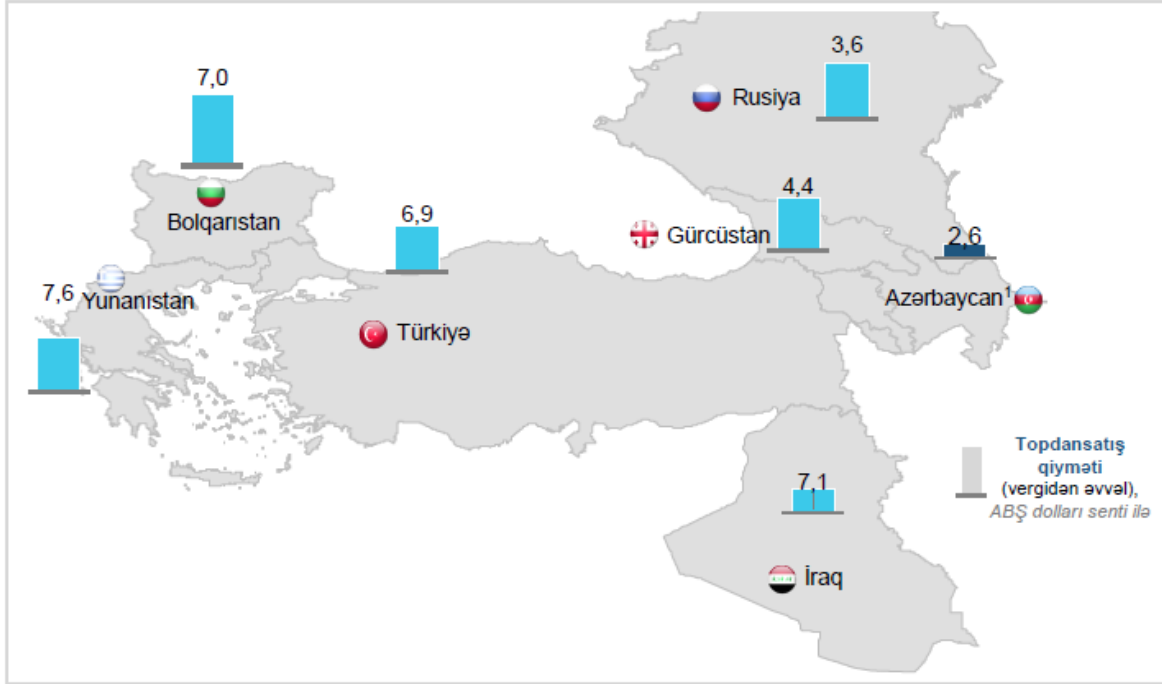 3,6
Rusiya
7,0
Bolqarıstan
6,9
4,4
Gürcüstan
2,6
Azərbaycan¹
7,6
Yunanıstan
Türkiyə
Topdansatış
qiyməti
(vergidən əvvəl),
ABŞ dolları senti ilə
7,1
İraq